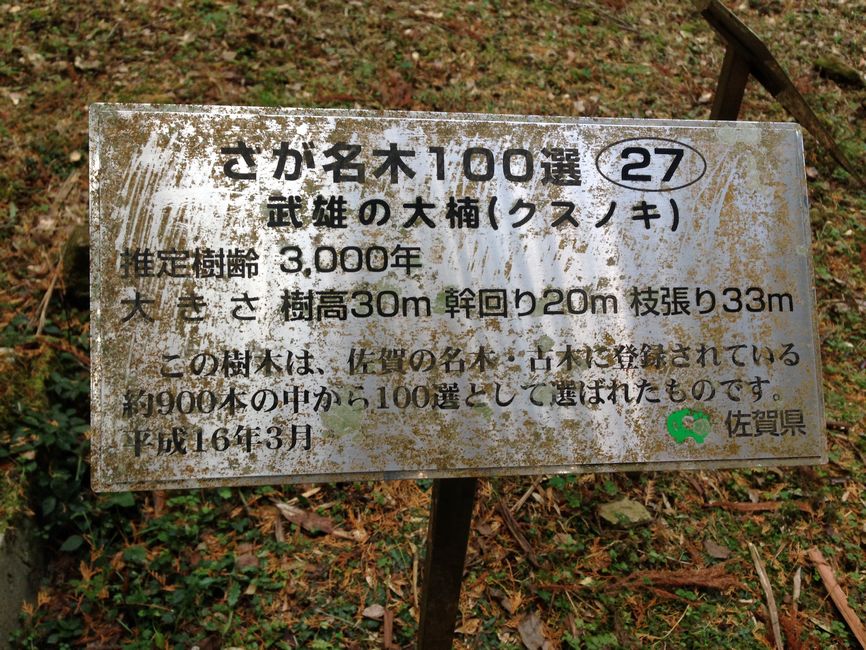 さが名木100選 27
武雄の大楠(クスノキ)
推定樹齢 3,000年
大きさ 樹高30m 幹回り20m 枝張り33m
この樹木は、佐賀の名木・古木に登録されている
約900本の中から100選として選ばれたものです。
平成16年3月
佐賀県